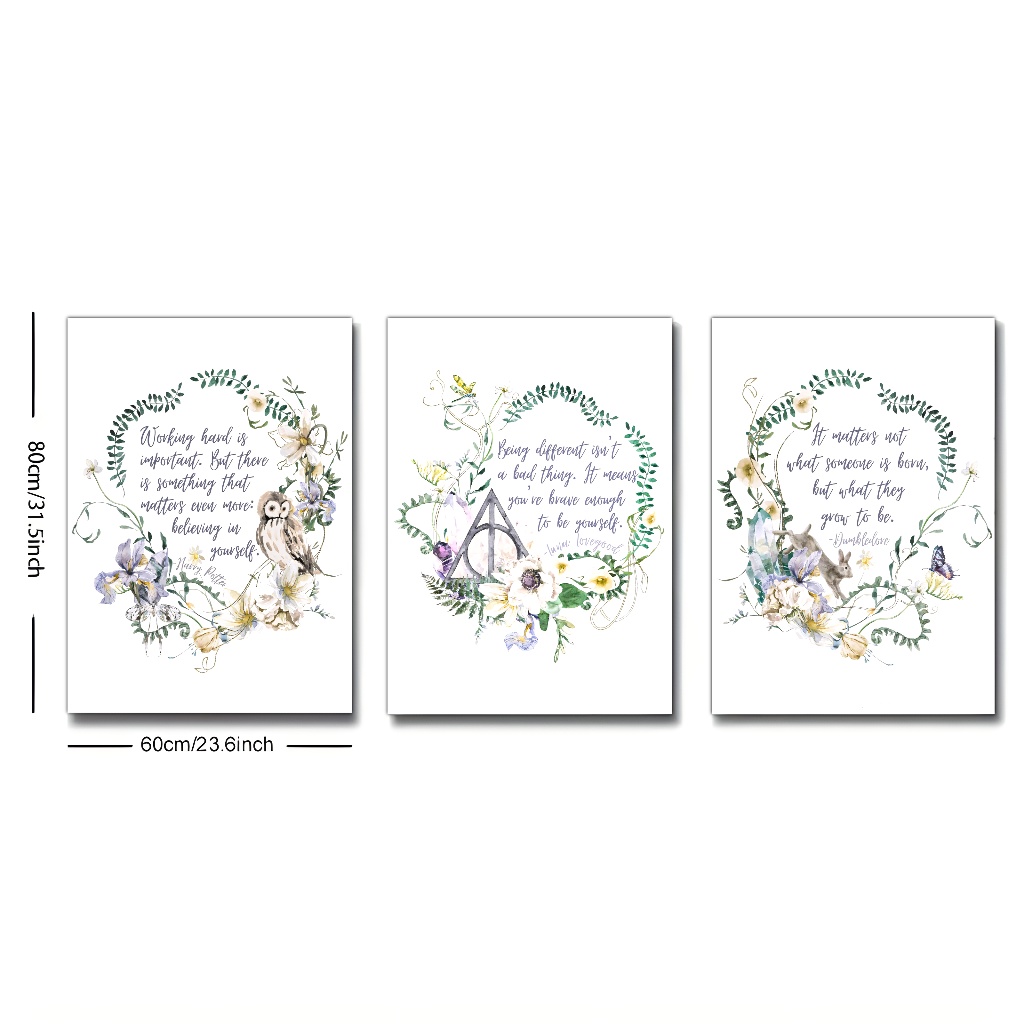 80cm/31.5inch
Working hard is
important. But there
is something that
matters even more:
believing in
yourself.
Harry Potter
Being different isn't
a bad thing. It means
you're brave enough
to be yourself.
-Luna lovegood
It matters not
what someone is born,
but what they
grow to be.
-Dumbledore
60cm/23.6inch